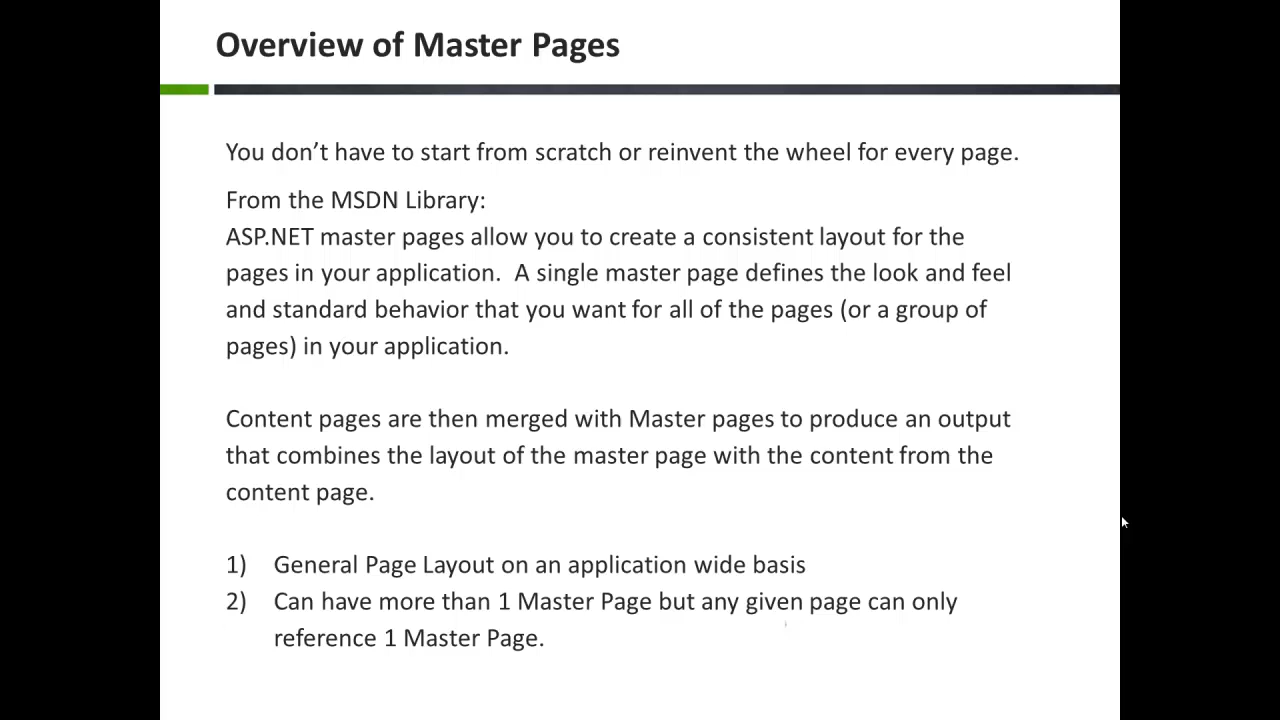 Overview of Master Pages
You don’t have to start from scratch or reinvent the wheel for every page.
From the MSDN Library:
ASP.NET master pages allow you to create a consistent layout for the
pages in your application.  A single master page defines the look and feel
and standard behavior that you want for all of the pages (or a group of
pages) in your application.
Content pages are then merged with Master pages to produce an output
that combines the layout of the master page with the content from the
content page.
1) General Page Layout on an application wide basis
2) Can have more than 1 Master Page but any given page can only
reference 1 Master Page.